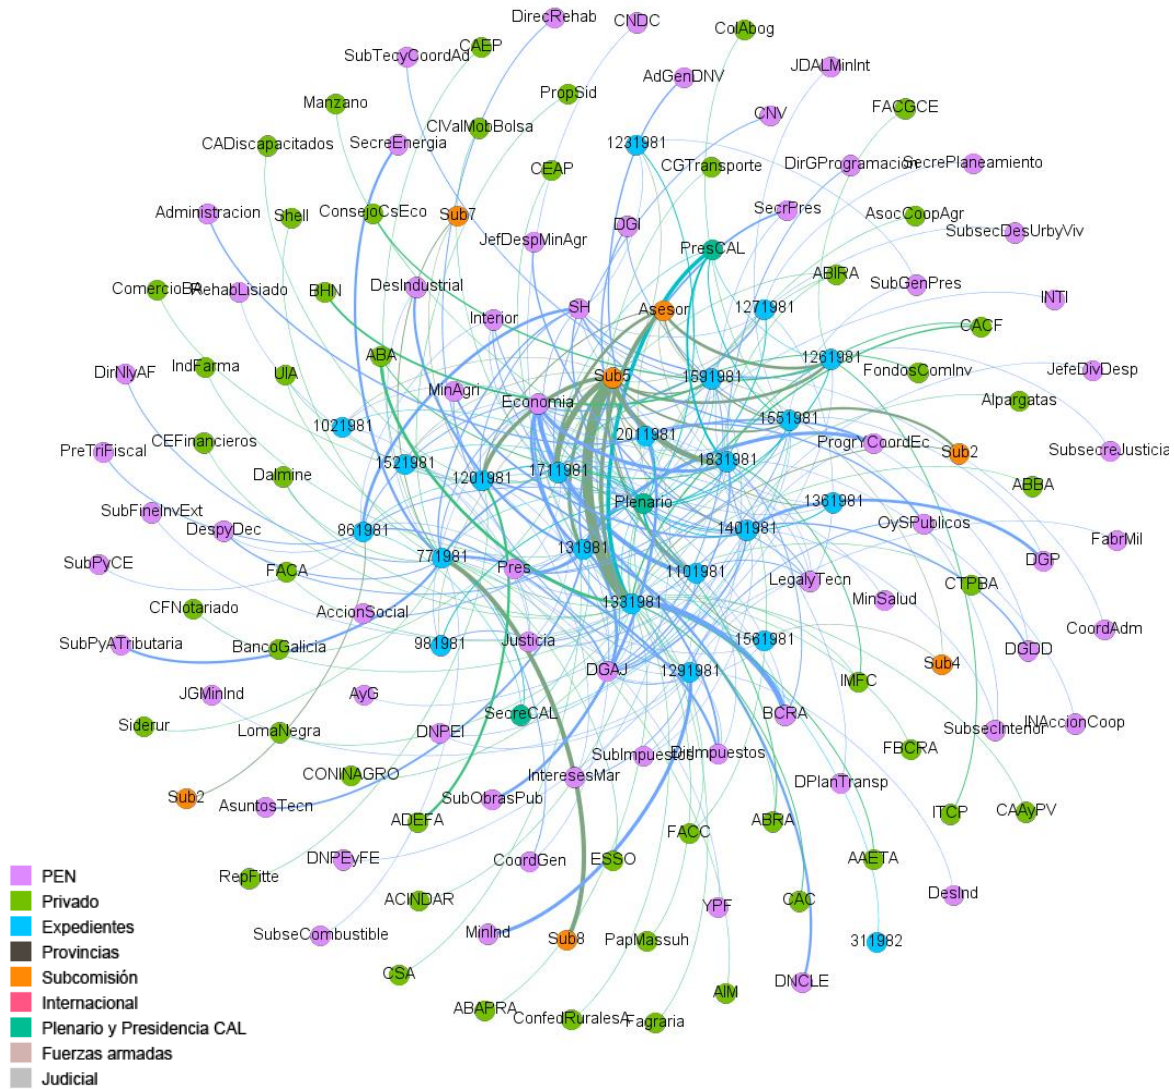 DirecRehab
CNDC
ColAbog
SubTecyCoordAd
CAEP
JDALMinInt
AdGenDNV
Manzano
PropSid
CNV
FACGCE
CIValMobBolsa
CADiscapacitados
SecreEnergia
1231981
DirGProgramacion
SecrePlaneamiento
CEAP
CGTransporte
Administracion
Shell
ConsejoCsEco
Sub7
SecrPres
AsocCoopAgr
JefDespMinAgr
DGI
SubsecDesUrbyViv
PresCAL
ABIRA
ComercioBA
RehabLisiado
BHN
DesIndustrial
SubGenPres
INTI
Interior
SH
Asesor
1271981
CACF
IndFarma
UIA
ABA
1261981
DirNlyAF
Sub5
1591981
FondosComInv
JefeDivDesp
MinAgri
Economia
Alpargatas
1021981
1551981
PreTriFiscal
CEFinancieros
2011981
ProgrYCoordEc
Sub2
SubsecreJusticia
1521981
1201981
1711981
1831981
Dalmine
ABBA
SubFineInvExt
Plenario
1361981
DespyDec
861981
1401981
OySPublicos
FabrMil
SubPyCE
771981
131981
FACA
Pres
1101981
DGP
LegalyTecn
CTPBA
CFNotariado
AccionSocial
1331981
MinSalud
CoordAdm
SubPyATributaria
BancoGalicia
981981
Justicia
1561981
DGDD
Sub4
DGAJ
1291981
IMFC
JGMinInd
AyG
SecreCAL
BCRA
INAccionCoop
SubsecInterior
Siderur
LomaNegra
DNPEI
SubImpuestos
DirImpuestos
FBCRA
CONINAGRO
InteresesMar
DPlanTransp
Sub2
AsuntosTecn
SubObrasPub
ADEFA
ABRA
ITCP
CAAyPV
FACC
DNPEyFE
CoordGen
ESSO
AAETA
RepFitte
ACINDAR
CAC
DesInd
YPF
SubseCombustible
MinInd
Sub8
PapMassuh
311982
CSA
DNCLE
AIM
ABAPRA
ConfedRuralesA
Fagraria
PEN
Privado
Expedientes
Provincias
Subcomisión
Internacional
Plenario y Presidencia CAL
Fuerzas armadas
Judicial